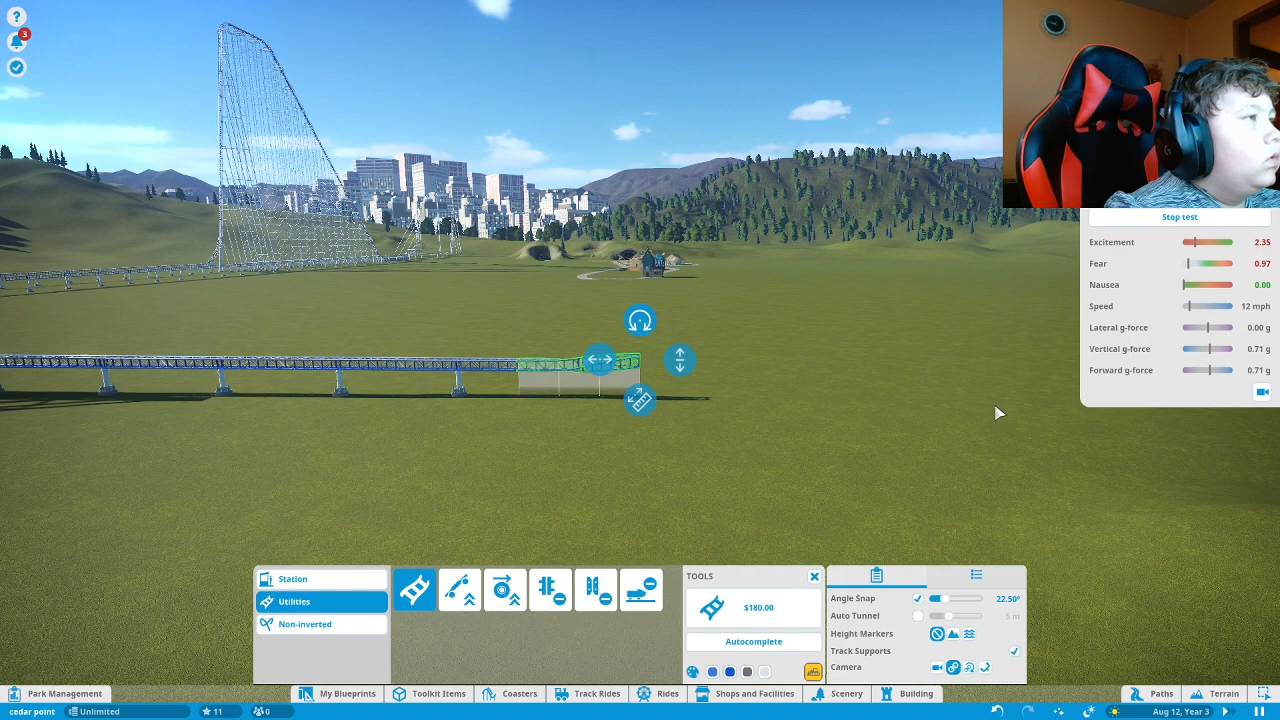 ?
3
Stop test
Excitement 2.35
Fear 0.97
Nausea 0.00
Speed 12 mph
Lateral g-force 0.00 g
Vertical g-force 0.71 g
Forward g-force 0.71 g
Station
Utilities
Non-inverted
TOOLS
$180.00
Autocomplete
Angle Snap 22.50°
Auto Tunnel 5 m
Height Markers
Track Supports
Camera
Park Management
My Blueprints
Toolkit Items
Coasters
Track Rides
Rides
Shops and Facilities
Scenery
Building
Paths
Terrain
cedar point
Unlimited
11
0
Aug 12, Year 3